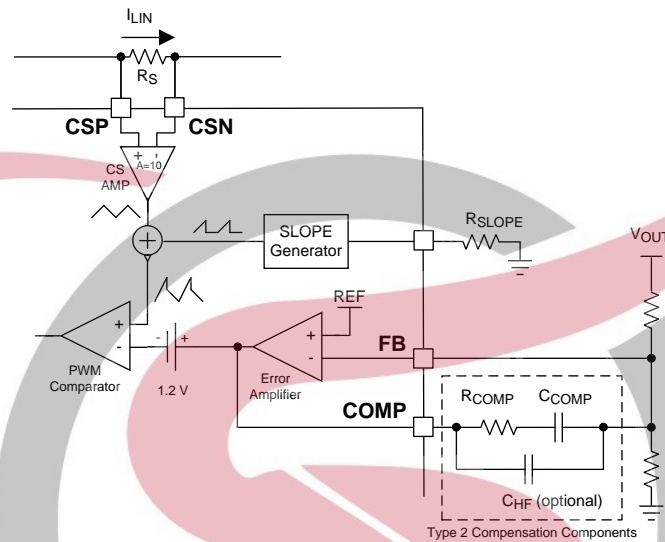 ILIN
RS
CSP
CSN
+ -
A=10
CS
AMP
+
SLOPE
Generator
RSLOPE
VOUT
REF
+
-
FB
+
-
- +
PWM
Comparator
1.2 V
Error
Amplifier
COMP
RCOMP
CCOMP
CHF (optional)
Type 2 Compensation Components